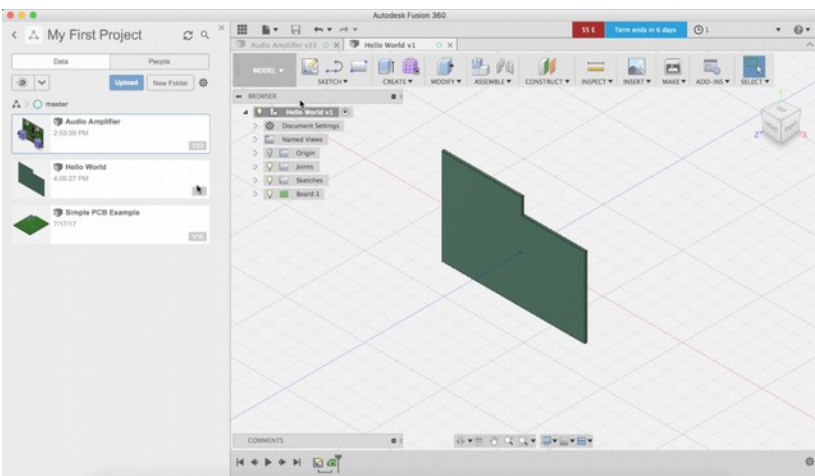 Autodesk Fusion 360
My First Project
Data
People
Upload
New Folder
master
Audio Amplifier
2:53:39 PM
V23
Hello World
4:09:27 PM
Simple PCB Example
7/17/17
Audio Amplifier v23
Hello World v1
Term ends in 6 days
1
MODEL
SKETCH
CREATE
MODIFY
ASSEMBLE
CONSTRUCT
INSPECT
INSERT
MAKE
ADD-INS
SELECT
BROWSER
Hello World v1
Document Settings
Named Views
Origin
Joints
Sketches
Board 1
Z
X
COMMENTS